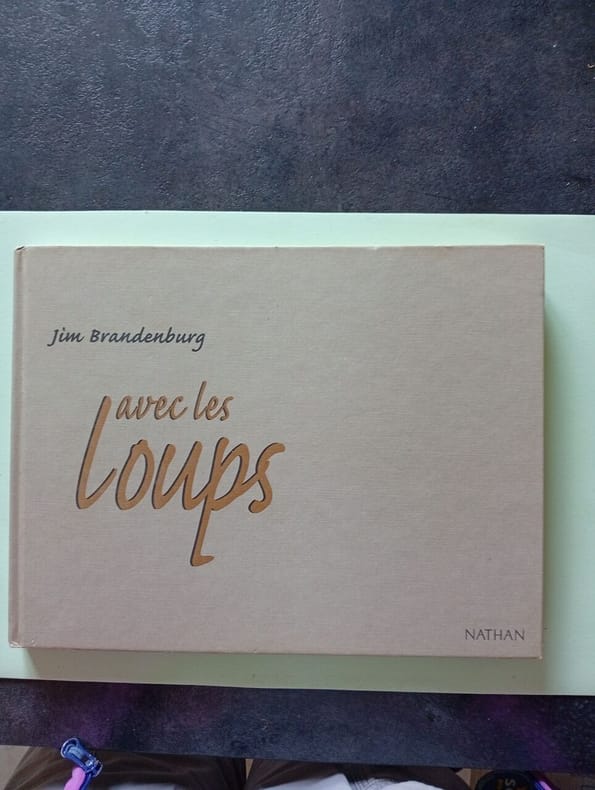 Jim Brandenburg
avec les
loups
NATHAN